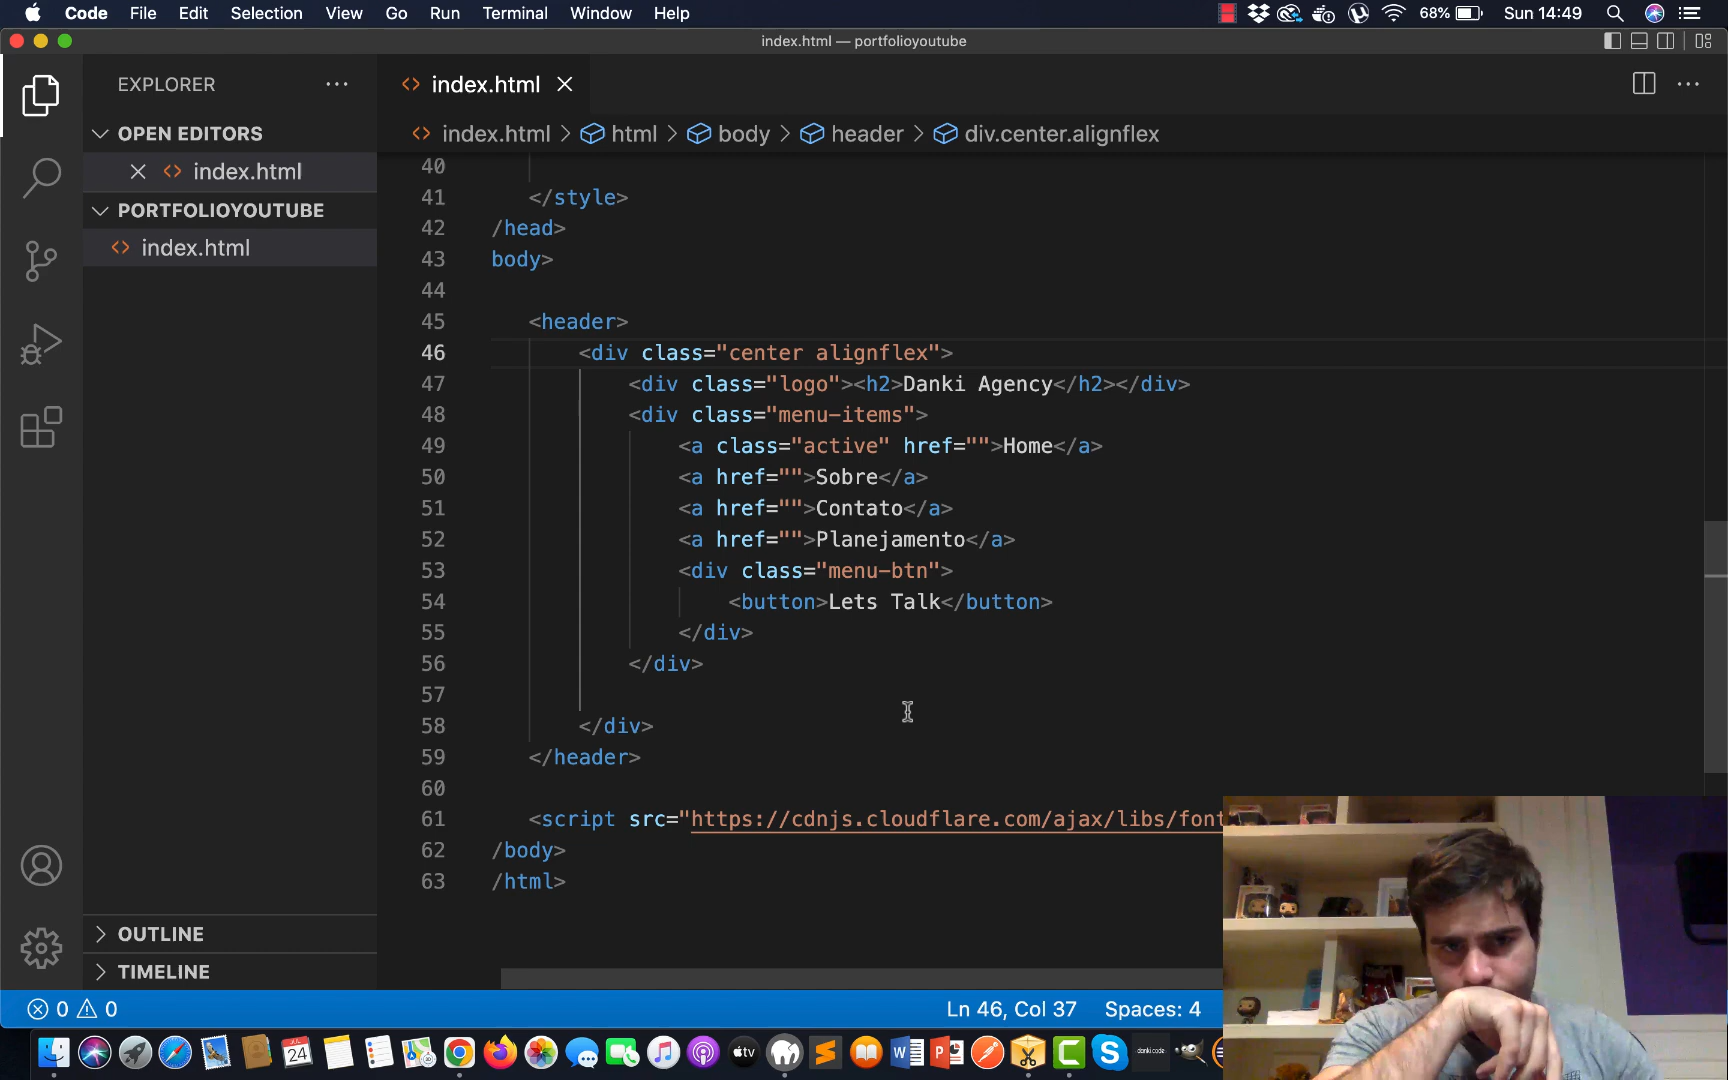 Code File Edit Selection View Go Run Terminal Window Help 68% Sun 14:49
index.html — portfolioyoutube
EXPLORER
OPEN EDITORS
index.html
PORTFOLIOYOUTUBE
index.html
OUTLINE
TIMELINE
index.html
index.html > html > body > header > div.center.alignflex
40
41 </style>
42 /head>
43 body>
44
45 <header>
46 <div class="center alignflex">
47 <div class="logo"><h2>Danki Agency</h2></div>
48 <div class="menu-items">
49 <a class="active" href="">Home</a>
50 <a href="">Sobre</a>
51 <a href="">Contato</a>
52 <a href="">Planejamento</a>
53 <div class="menu-btn">
54 <button>Lets Talk</button>
55 </div>
56 </div>
57
58 </div>
59 </header>
60
61 <script src="https://cdnjs.cloudflare.com/ajax/libs/font
62 /body>
63 /html>
0 0 Ln 46, Col 37 Spaces: 4
JUL
24
tv
W
P
C
S
danki code